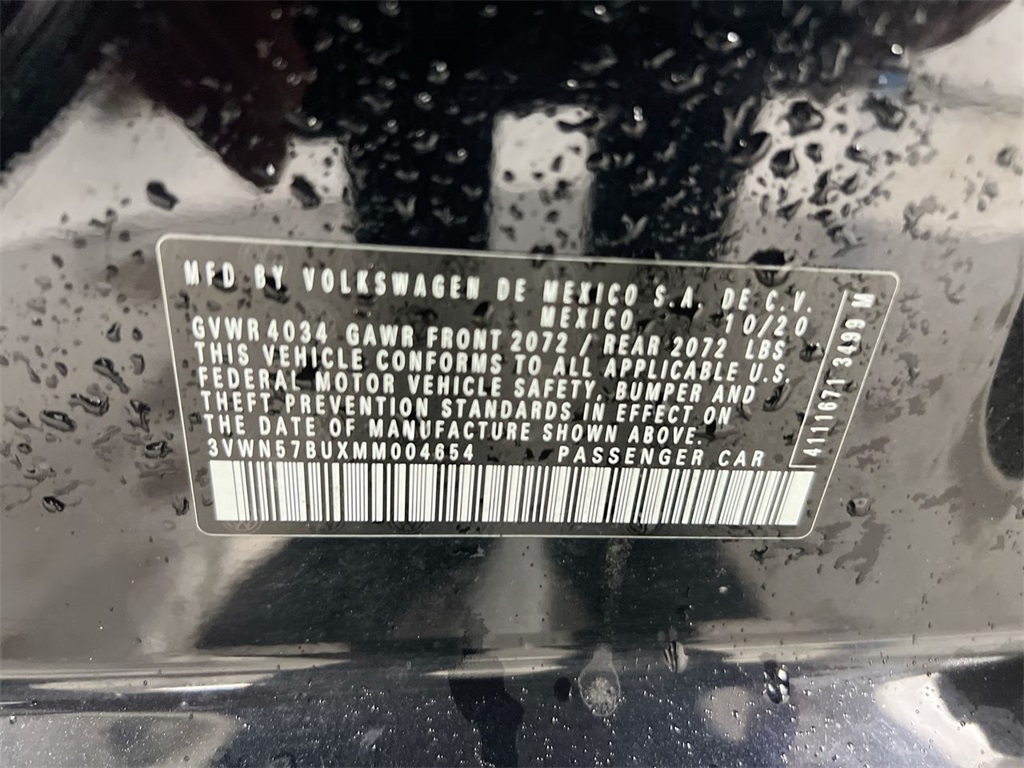 MFD BY VOLKSWAGEN DE MEXICO S.A. DE C.V.
MEXICO 10/20
GVWR 4034 GAWR FRONT 2072 / REAR 2072 LBS
THIS VEHICLE CONFORMS TO ALL APPLICABLE U.S.
FEDERAL MOTOR VEHICLE SAFETY, BUMPER AND
THEFT PREVENTION STANDARDS IN EFFECT ON
THE DATE OF MANUFACTURE SHOWN ABOVE.
3VWN57BUXMM004654 PASSENGER CAR
4111671 3499 M